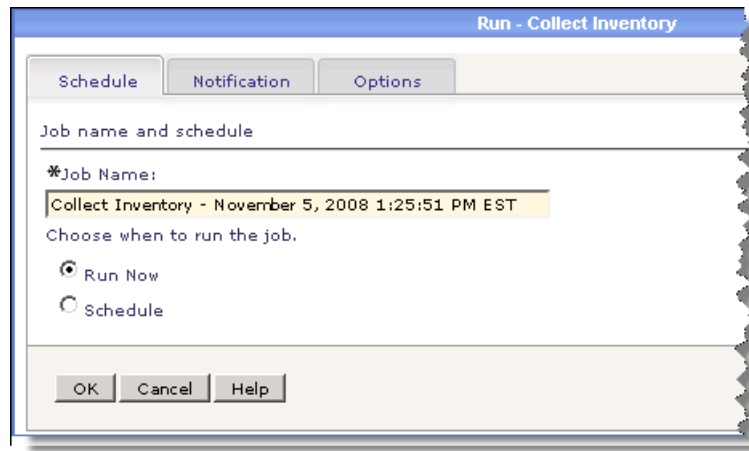 Run - Collect Inventory
Schedule Notification Options
Job name and schedule
*Job Name:
Collect Inventory - November 5, 2008 1:25:51 PM EST
Choose when to run the job.
Run Now
Schedule
OK Cancel Help